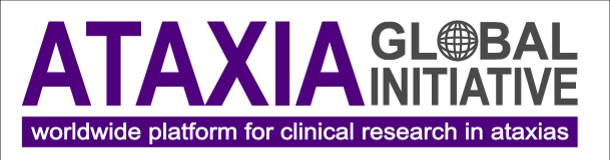 ATAXIA GLOBAL
INITIATIVE
worldwide platform for clinical research in ataxias